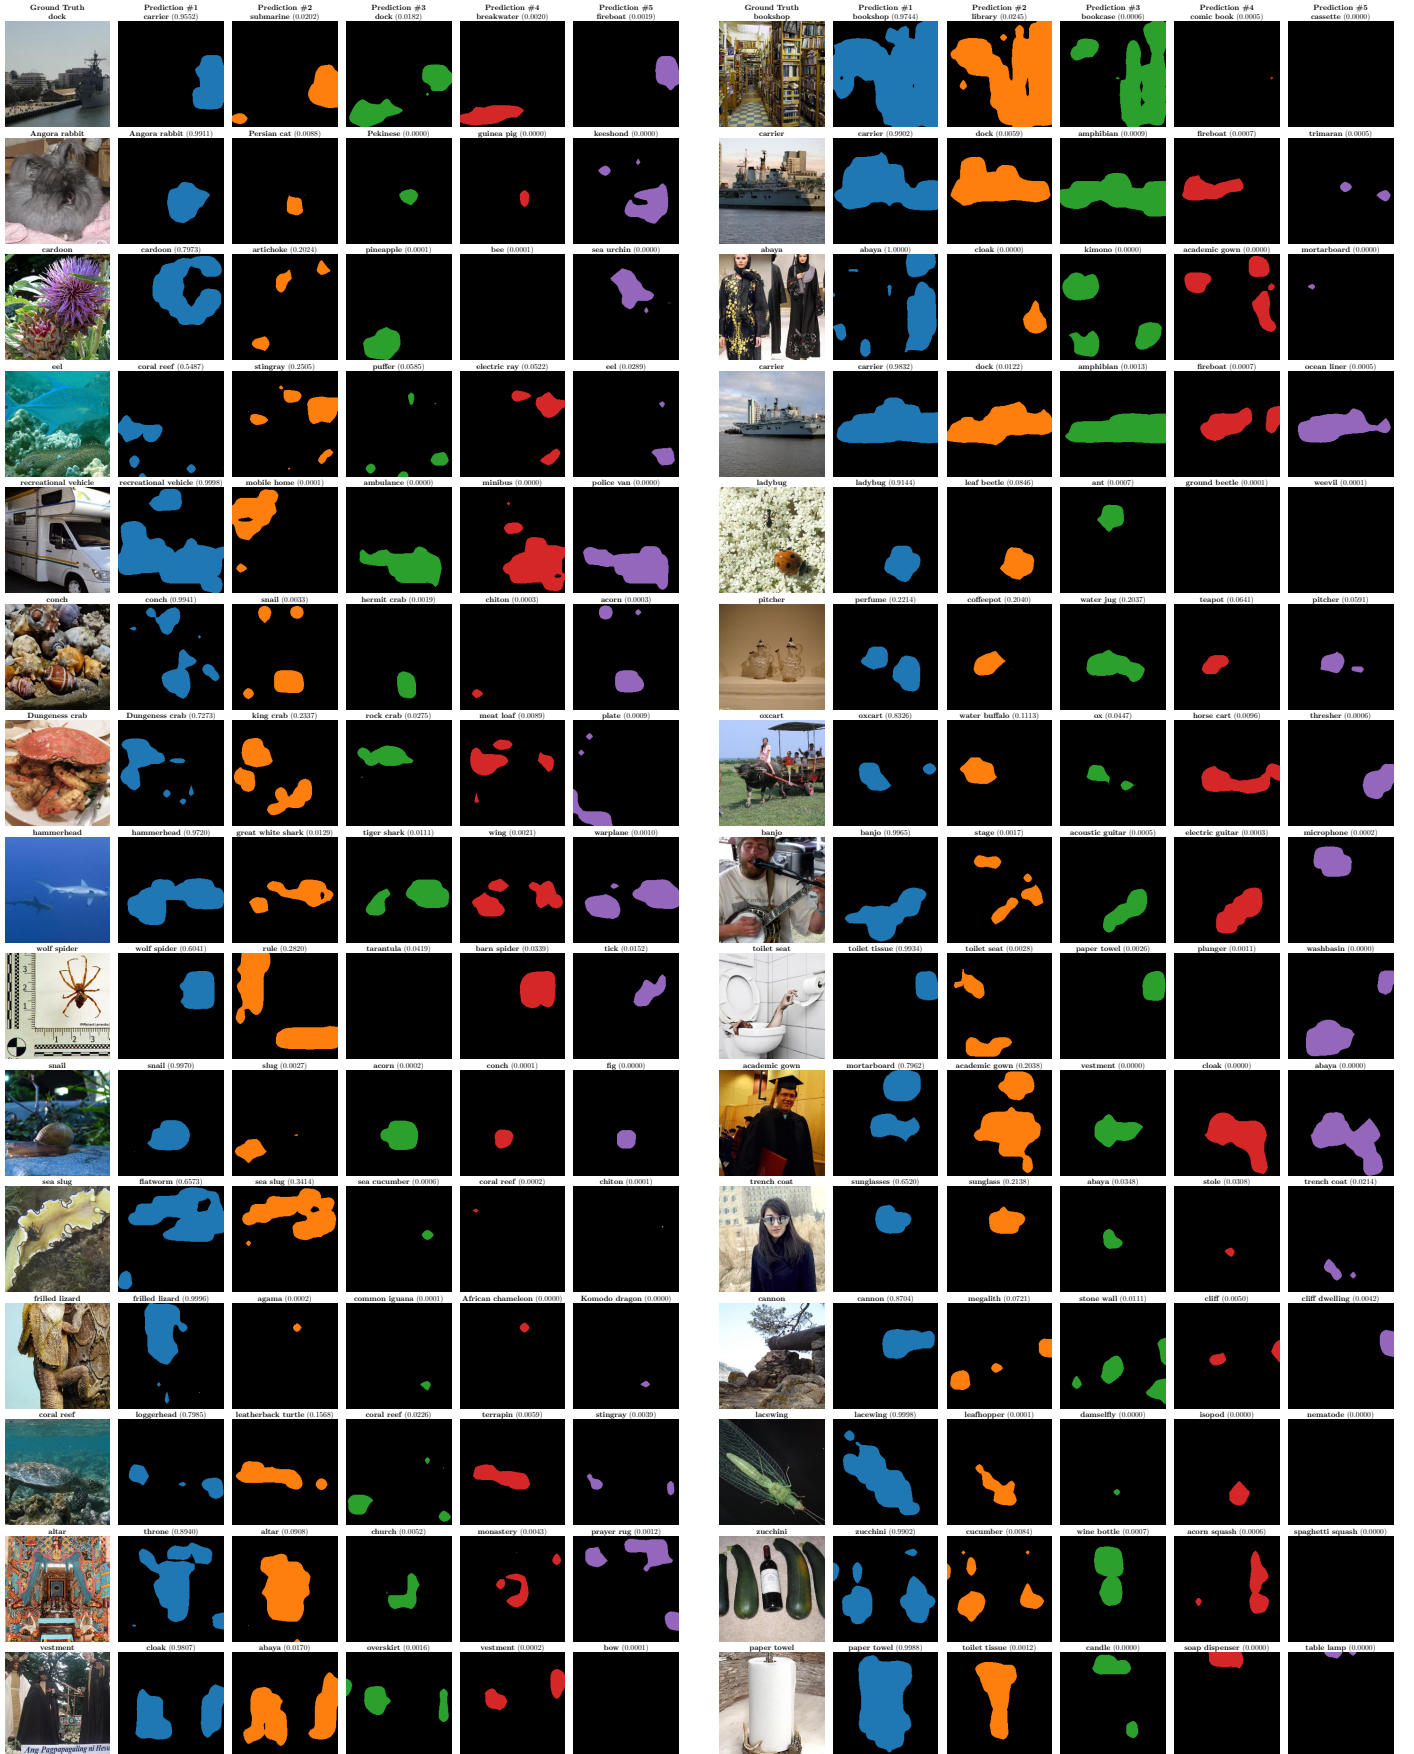 Ground Truth Prediction #1 Prediction #2 Prediction #3 Prediction #4 Prediction #5
dock carrier (0.9552) submarine (0.0202) dock (0.0182) breakwater (0.0020) fireboat (0.0019)
Angora rabbit Angora rabbit (0.9911) Persian cat (0.0088) Pekinese (0.0000) guinea pig (0.0000) keeshond (0.0000)
cardoon cardoon (0.7973) artichoke (0.2024) pineapple (0.0001) bee (0.0001) sea urchin (0.0000)
eel coral reef (0.5487) stingray (0.2505) puffer (0.0585) electric ray (0.0522) eel (0.0289)
recreational vehicle recreational vehicle (0.9998) mobile home (0.0001) ambulance (0.0000) minibus (0.0000) police van (0.0000)
conch conch (0.9941) snail (0.0033) hermit crab (0.0019) chiton (0.0003) acorn (0.0003)
Dungeness crab Dungeness crab (0.7273) king crab (0.2337) rock crab (0.0275) meat loaf (0.0089) plate (0.0009)
hammerhead hammerhead (0.9720) great white shark (0.0129) tiger shark (0.0111) wing (0.0021) warplane (0.0010)
wolf spider wolf spider (0.6041) rule (0.2820) tarantula (0.0419) barn spider (0.0339) tick (0.0152)
3
2
1
1 2 3
snail snail (0.9970) slug (0.0027) acorn (0.0002) conch (0.0001) fig (0.0000)
sea slug flatworm (0.6573) sea slug (0.3414) sea cucumber (0.0006) coral reef (0.0002) chiton (0.0001)
frilled lizard frilled lizard (0.9996) agama (0.0002) common iguana (0.0001) African chameleon (0.0000) Komodo dragon (0.0000)
coral reef loggerhead (0.7985) leatherback turtle (0.1568) coral reef (0.0226) terrapin (0.0059) stingray (0.0039)
altar throne (0.8940) altar (0.0908) church (0.0052) monastery (0.0043) prayer rug (0.0012)
vestment cloak (0.9807) abaya (0.0170) overskirt (0.0016) vestment (0.0002) bow (0.0001)
Ang Pagpapagaling ni Hesu
Ground Truth Prediction #1 Prediction #2 Prediction #3 Prediction #4 Prediction #5
bookshop bookshop (0.9744) library (0.0245) bookcase (0.0006) comic book (0.0005) cassette (0.0000)
carrier carrier (0.9902) dock (0.0059) amphibian (0.0009) fireboat (0.0007) trimaran (0.0005)
abaya abaya (1.0000) cloak (0.0000) kimono (0.0000) academic gown (0.0000) mortarboard (0.0000)
carrier carrier (0.9832) dock (0.0122) amphibian (0.0013) fireboat (0.0007) ocean liner (0.0005)
ladybug ladybug (0.9144) leaf beetle (0.0846) ant (0.0007) ground beetle (0.0001) weevil (0.0001)
pitcher perfume (0.2214) coffeepot (0.2040) water jug (0.2037) teapot (0.0641) pitcher (0.0591)
oxcart oxcart (0.8326) water buffalo (0.1113) ox (0.0447) horse cart (0.0096) thresher (0.0006)
banjo banjo (0.9965) stage (0.0017) acoustic guitar (0.0005) electric guitar (0.0003) microphone (0.0002)
toilet seat toilet tissue (0.9934) toilet seat (0.0028) paper towel (0.0026) plunger (0.0011) washbasin (0.0000)
academic gown mortarboard (0.7962) academic gown (0.2038) vestment (0.0000) cloak (0.0000) abaya (0.0000)
trench coat sunglasses (0.6520) sunglass (0.2138) abaya (0.0348) stole (0.0308) trench coat (0.0214)
cannon cannon (0.8704) megalith (0.0721) stone wall (0.0111) cliff (0.0050) cliff dwelling (0.0042)
lacewing lacewing (0.9998) leafhopper (0.0001) damselfly (0.0000) isopod (0.0000) nematode (0.0000)
zucchini zucchini (0.9902) cucumber (0.0084) wine bottle (0.0007) acorn squash (0.0006) spaghetti squash (0.0000)
paper towel paper towel (0.9988) toilet tissue (0.0012) candle (0.0000) soap dispenser (0.0000) table lamp (0.0000)